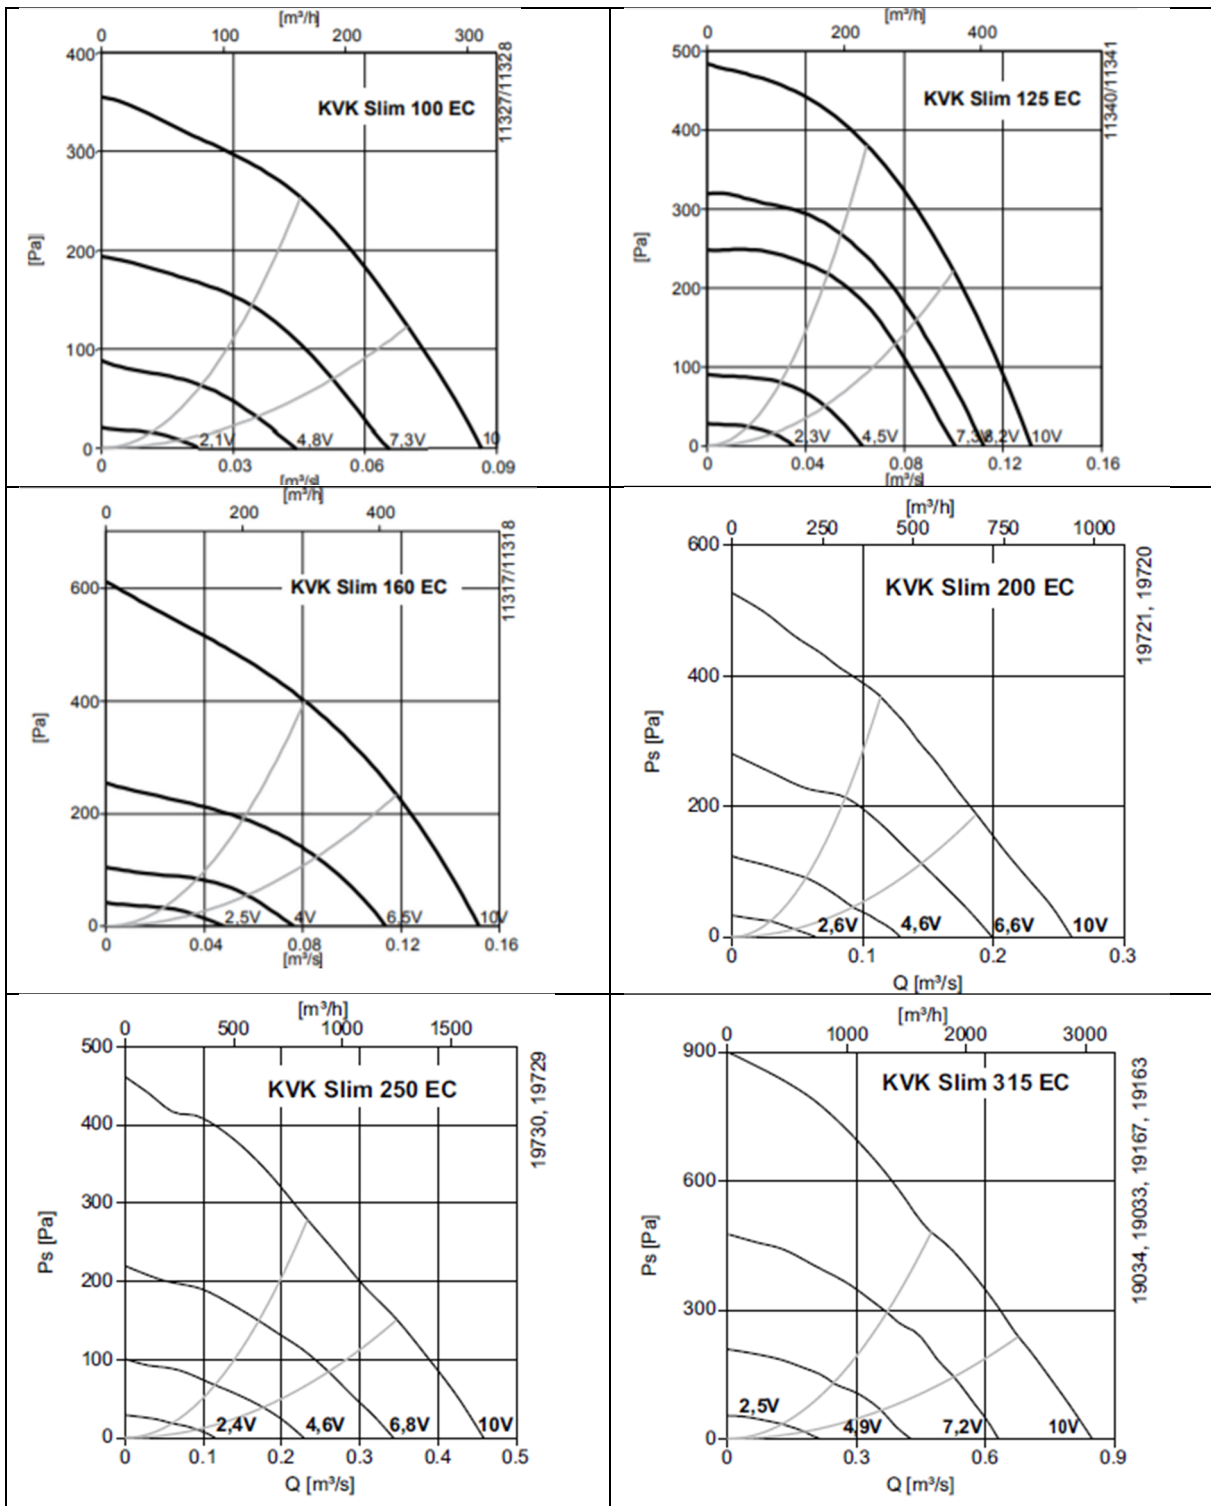 [m³/h]
0 100 200 300
400
KVK Slim 100 EC
11327/11328
300
[Pa]
200
100
2,1V 4,8V 7,3V 10
0
0 0.03 0.06 0.09
[m³/s]
[m³/h]
0 200 400
500
KVK Slim 125 EC
11340/11341
400
300
[Pa]
200
100
2,3V 4,5V 7,3V 8,2V 10V
0
0 0.04 0.08 0.12 0.16
[m³/s]
[m³/h]
0 200 400
600
KVK Slim 160 EC
11317/11318
400
[Pa]
200
2,5V 4V 6,5V 10V
0
0 0.04 0.08 0.12 0.16
[m³/s]
[m³/h]
0 250 500 750 1000
600
KVK Slim 200 EC
19721, 19720
400
Ps [Pa]
200
2,6V 4,6V 6,6V 10V
0
0 0.1 0.2 0.3
Q [m³/s]
[m³/h]
0 500 1000 1500
500
KVK Slim 250 EC
19730, 19729
400
300
Ps [Pa]
200
100
2,4V 4,6V 6,8V 10V
0
0 0.1 0.2 0.3 0.4 0.5
Q [m³/s]
[m³/h]
0 1000 2000 3000
900
KVK Slim 315 EC
19034, 19033, 19167, 19163
600
Ps [Pa]
300
2,5V 4,9V 7,2V 10V
0
0 0.3 0.6 0.9
Q [m³/s]